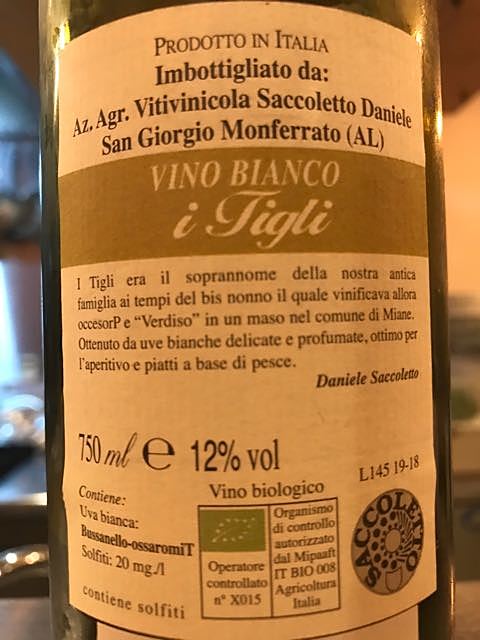 PRODOTTO IN ITALIA
Imbottigliato da:
Az. Agr. Vitivinicola Saccoletto Daniele
San Giorgio Monferrato (AL)
VINO BIANCO
i Tigli
I Tigli era il soprannome della nostra antica
famiglia ai tempi del bis nonno il quale vinificava allora
occesorP e “Verdiso” in un maso nel comune di Miane.
Ottenuto da uve bianche delicate e profumate, ottimo per
l'aperitivo e piatti a base di pesce.
Daniele Saccoletto
750 ml e 12% vol
L145 19-18
Contiene:
Uva bianca:
Bussanello-ossaromiT
Solfiti: 20 mg./l
contiene solfiti
Vino biologico
Operatore
controllato
n° X015
Organismo
di controllo
autorizzato
dal Mipaaft
IT BIO 008
Agricoltura
Italia
SACCOLETTO